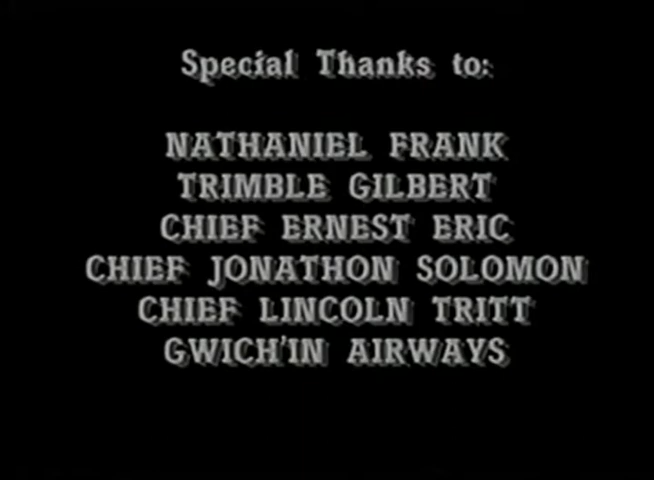 Special Thanks to:
NATHANIEL FRANK
TRIMBLE GILBERT
CHIEF ERNEST ERIC
CHIEF JONATHON SOLOMON
CHIEF LINCOLN TRITT
GWICH'IN AIRWAYS